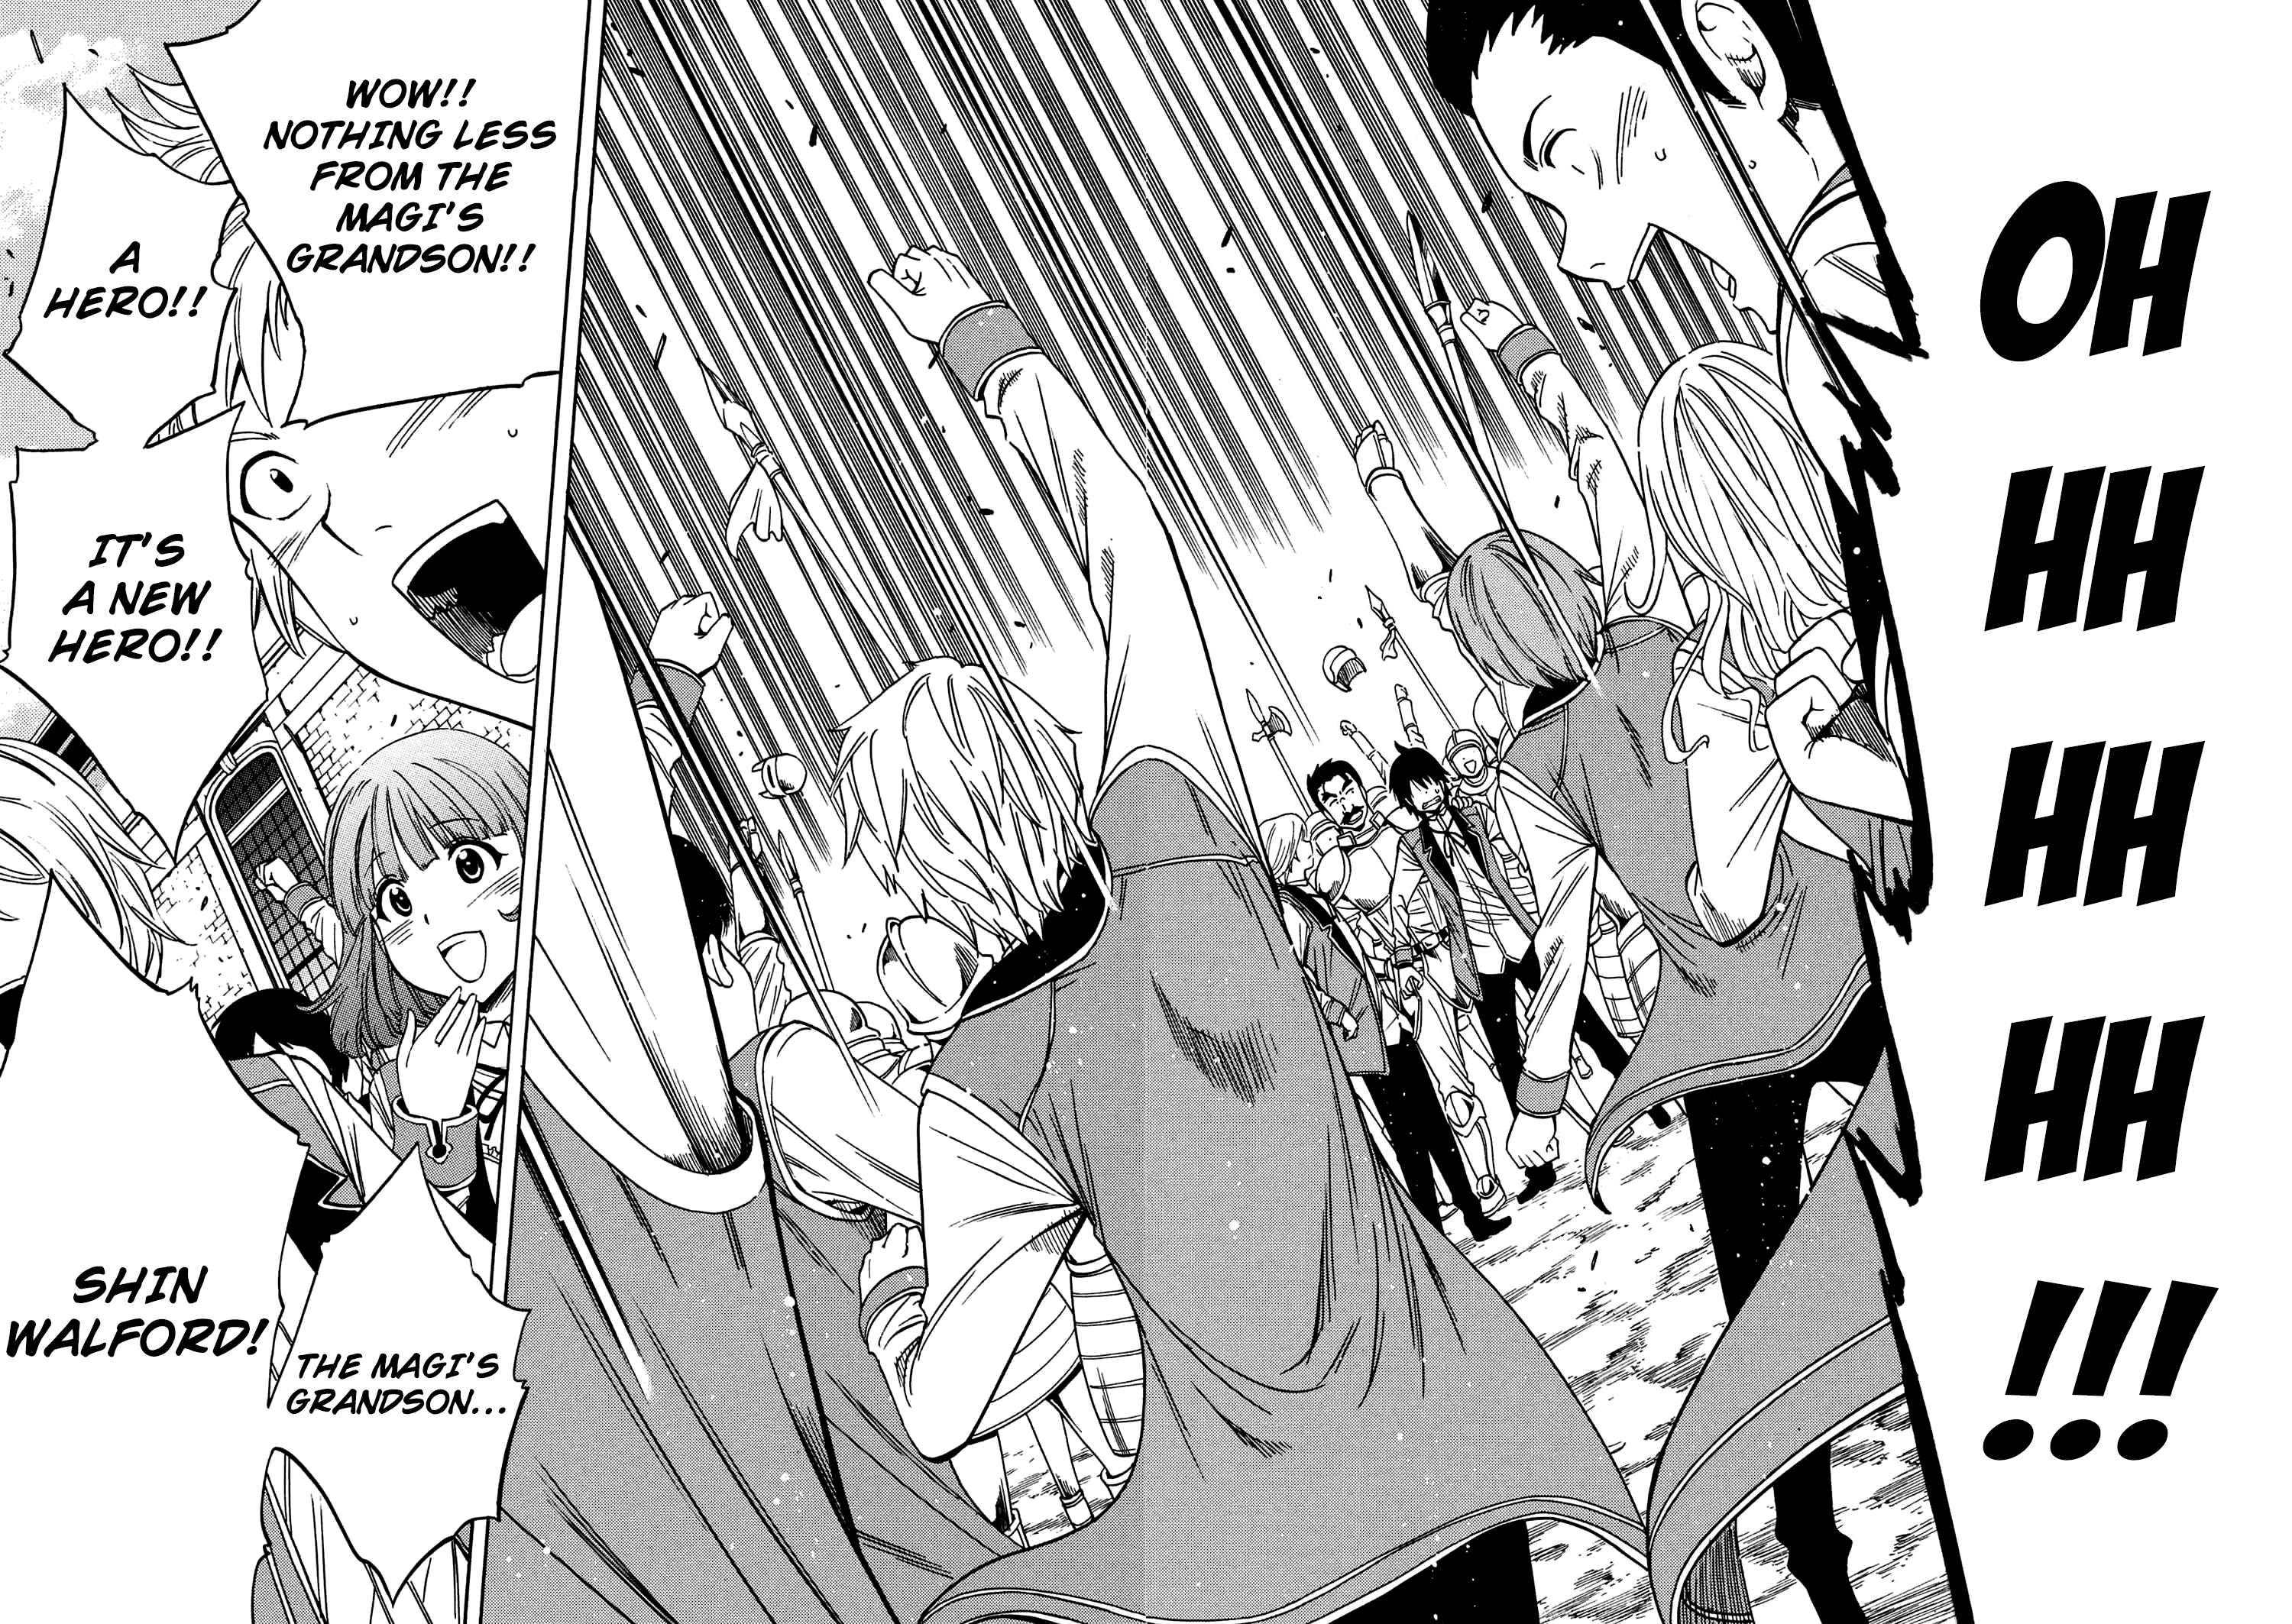 OH
HH
HH
HH
!!!
WOW!!
NOTHING LESS
FROM THE
MAGI'S
GRANDSON!!
A
HERO!!
IT'S
A NEW
HERO!!
THE MAGI'S
GRANDSON...
SHIN
WALFORD!